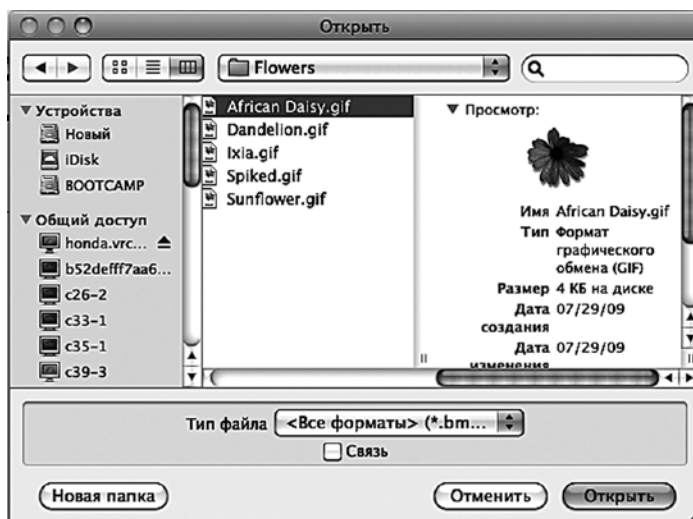 Открыть
Flowers
Устройства
Новый
iDisk
BOOTCAMP
Общий доступ
honda.vrc...
b52defff7aa6...
c26-2
c33-1
c35-1
c39-3
African Daisy.gif
Dandelion.gif
Ixia.gif
Spiked.gif
Sunflower.gif
Просмотр:
Имя African Daisy.gif
Тип Формат
графического
обмена (GIF)
Размер 4 КБ на диске
Дата 07/29/09
создания
Дата 07/29/09
изменения
Тип файла <Все форматы> (*.bm...
Связь
Новая папка
Отменить
Открыть